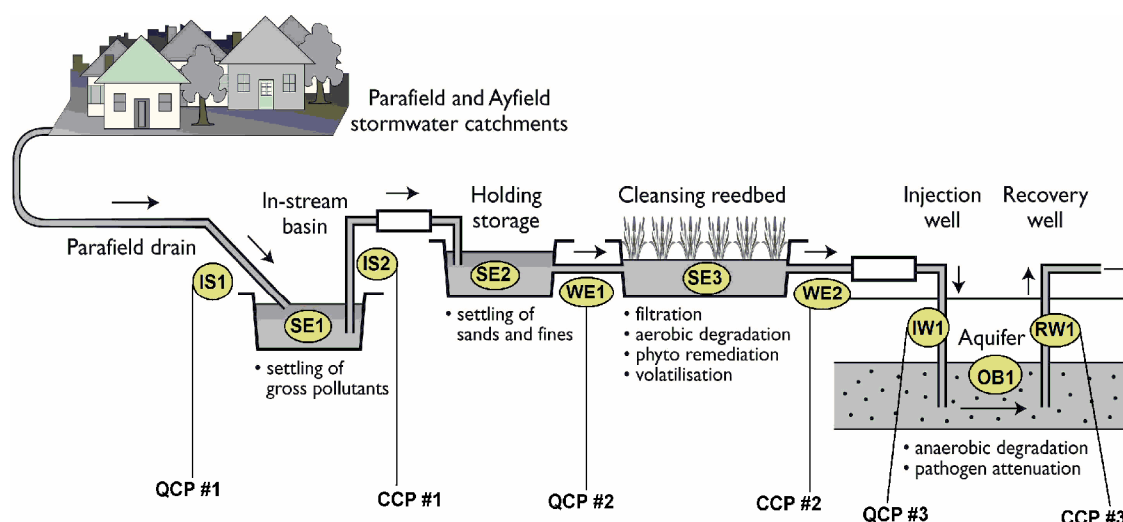 Parafield and Ayfield
stormwater catchments
Parafield drain
In-stream
basin
Holding
storage
Cleansing reedbed
Injection
well
Recovery
well
IS1
IS2
SE1
SE2
WE1
SE3
WE2
IW1
Aquifer
RW1
OB1
• settling of
gross pollutants
• settling of
sands and fines
• filtration
• aerobic degradation
• phyto remediation
• volatilisation
• anaerobic degradation
• pathogen attenuation
QCP #1
CCP #1
QCP #2
CCP #2
QCP #3
CCP #3